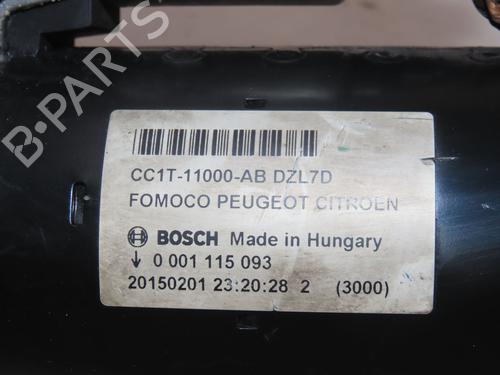 B-PARTS
CC1T-11000-AB DZL7D
FOMOCO PEUGEOT CITROEN
BOSCH Made in Hungary
↓ 0 001 115 093
20150201 23:20:28 2 (3000)